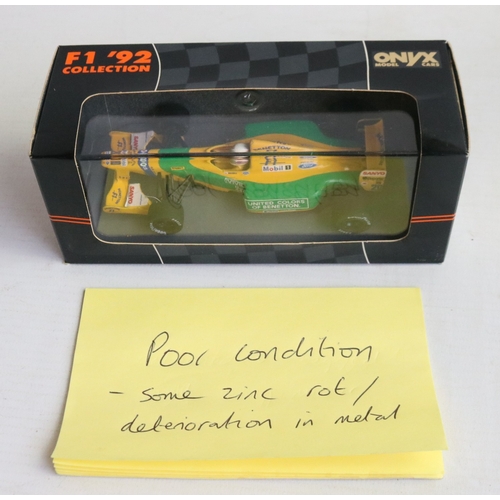 F1 '92
COLLECTION
ONYX
MODEL CARS
BENETTON
Mobil 1
UNITED COLORS
OF BENETTON
Poor condition
- some zinc rot/
deterioration in metal